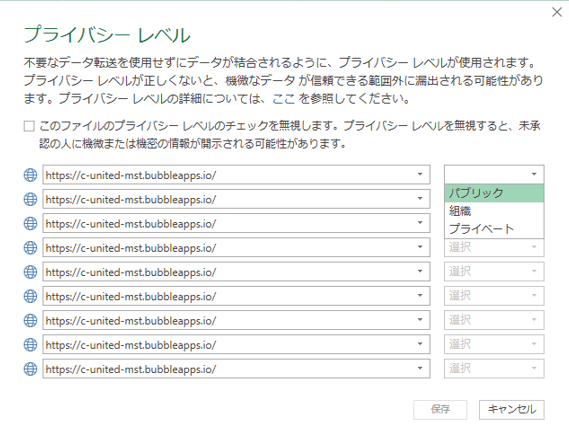 プライバシー レベル
不要なデータ転送を使用せずにデータが結合されるように、プライバシー レベルが使用されます。
プライバシー レベルが正しくないと、機微なデータ が信頼できる範囲外に漏出される可能性があり
ます。プライバシー レベルの詳細については、ここ を参照してください。
このファイルのプライバシー レベルのチェックを無視します。プライバシー レベルを無視すると、未承
認の人に機微または機密の情報が開示される可能性があります。
https://c-united-mst.bubbleapps.io/
https://c-united-mst.bubbleapps.io/ パブリック
https://c-united-mst.bubbleapps.io/ 組織
プライベート
https://c-united-mst.bubbleapps.io/ 選択
https://c-united-mst.bubbleapps.io/ 選択
https://c-united-mst.bubbleapps.io/ 選択
https://c-united-mst.bubbleapps.io/ 選択
https://c-united-mst.bubbleapps.io/ 選択
https://c-united-mst.bubbleapps.io/ 選択
保存 キャンセル